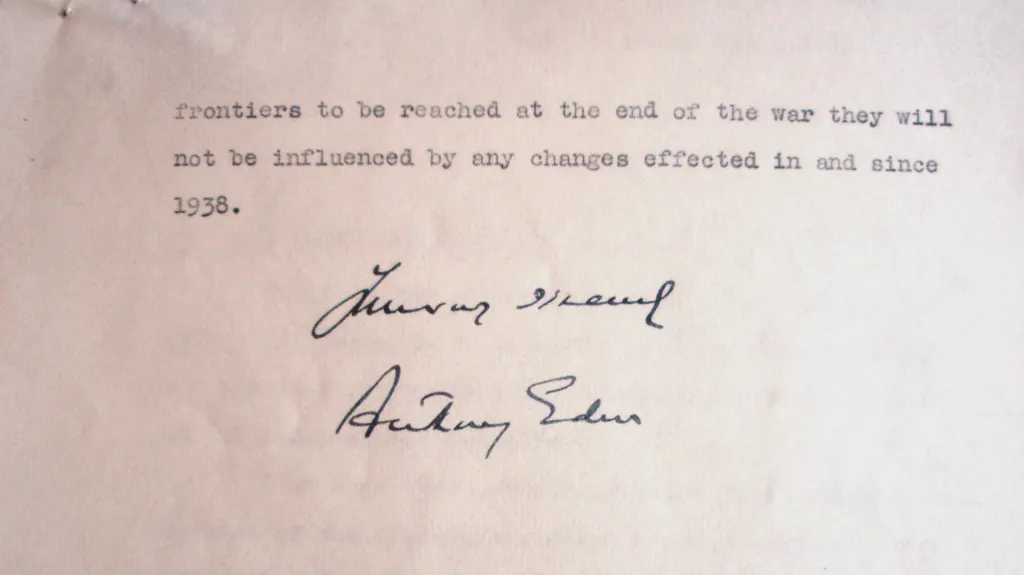 frontiers to be reached at the end of the war they will
not be influenced by any changes effected in and since
1938.
Anthony Eden